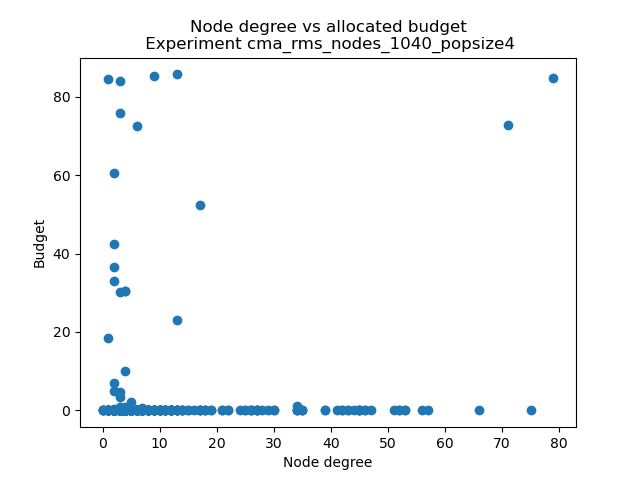 Node degree vs allocated budget
Experiment cma_rms_nodes_1040_popsize4
80
60
40
20
0
Budget
0 10 20 30 40 50 60 70 80
Node degree